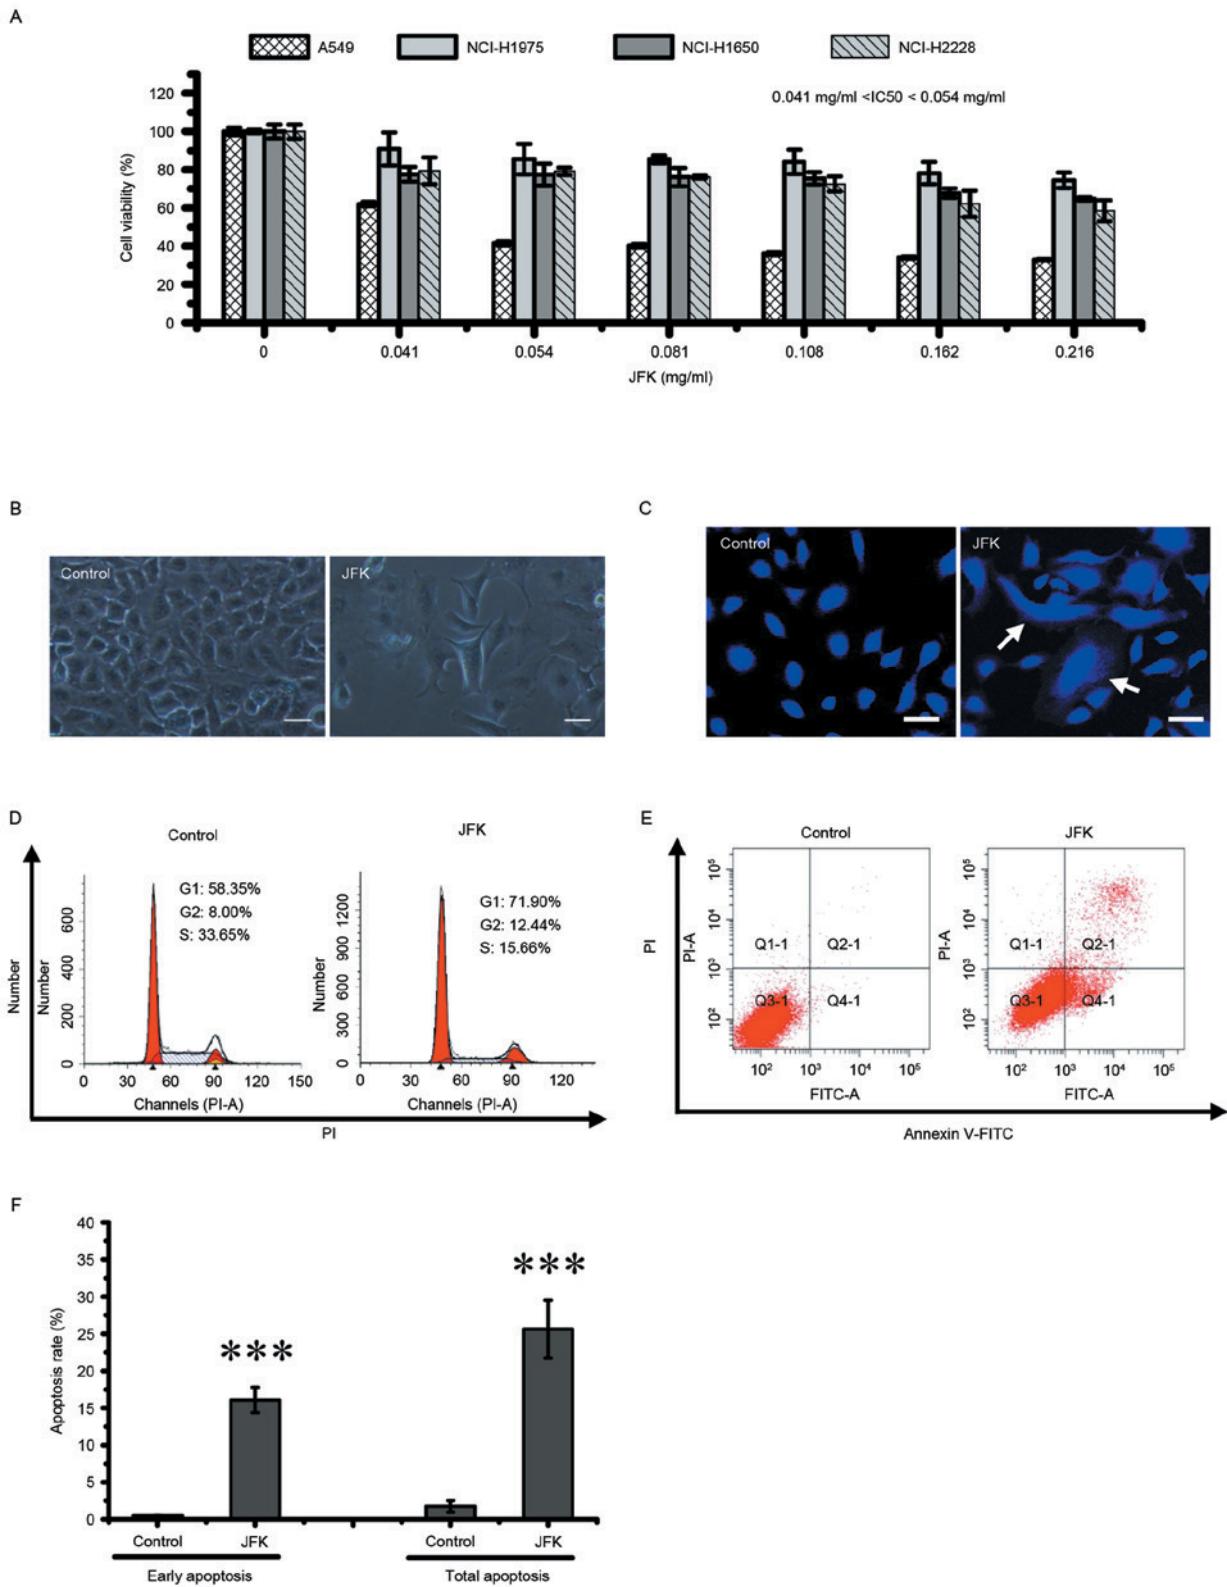 A
A549
NCI-H1975
NCI-H1650
NCI-H2228
0.041 mg/ml <IC50 < 0.054 mg/ml
Cell viability (%)
120
100
80
60
40
20
0
0 0.041 0.054 0.081 0.108 0.162 0.216
JFK (mg/ml)
B
Control
JFK
C
Control
JFK
D
Control
Number
Number
600
400
200
0
G1: 58.35%
G2: 8.00%
S: 33.65%
0 30 60 90 120 150
Channels (PI-A)
JFK
Number
1200
900
600
300
0
G1: 71.90%
G2: 12.44%
S: 15.66%
0 30 60 90 120
Channels (PI-A)
PI
E
PI
Control
PI-A
10⁵
10⁴
10³
10²
Q1-1 Q2-1
Q3-1 Q4-1
10² 10³ 10⁴ 10⁵
FITC-A
JFK
PI-A
10⁵
10⁴
10³
10²
Q1-1 Q2-1
Q3-1 Q4-1
10² 10³ 10⁴ 10⁵
FITC-A
Annexin V-FITC
F
Apoptosis rate (%)
40
35
30
25
20
15
10
5
0
***
***
Control JFK Control JFK
Early apoptosis Total apoptosis